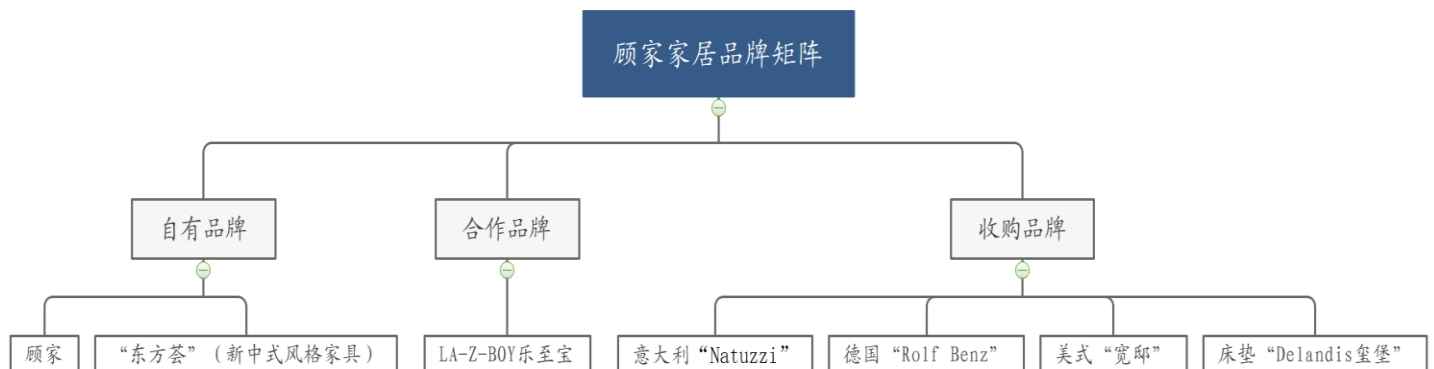 顾家家居品牌矩阵
自有品牌
合作品牌
收购品牌
顾家
“东方荟”（新中式风格家具）
LA-Z-BOY乐至宝
意大利“Natuzzi”
德国“Rolf Benz”
美式“宽邸”
床垫“Delandis玺堡”